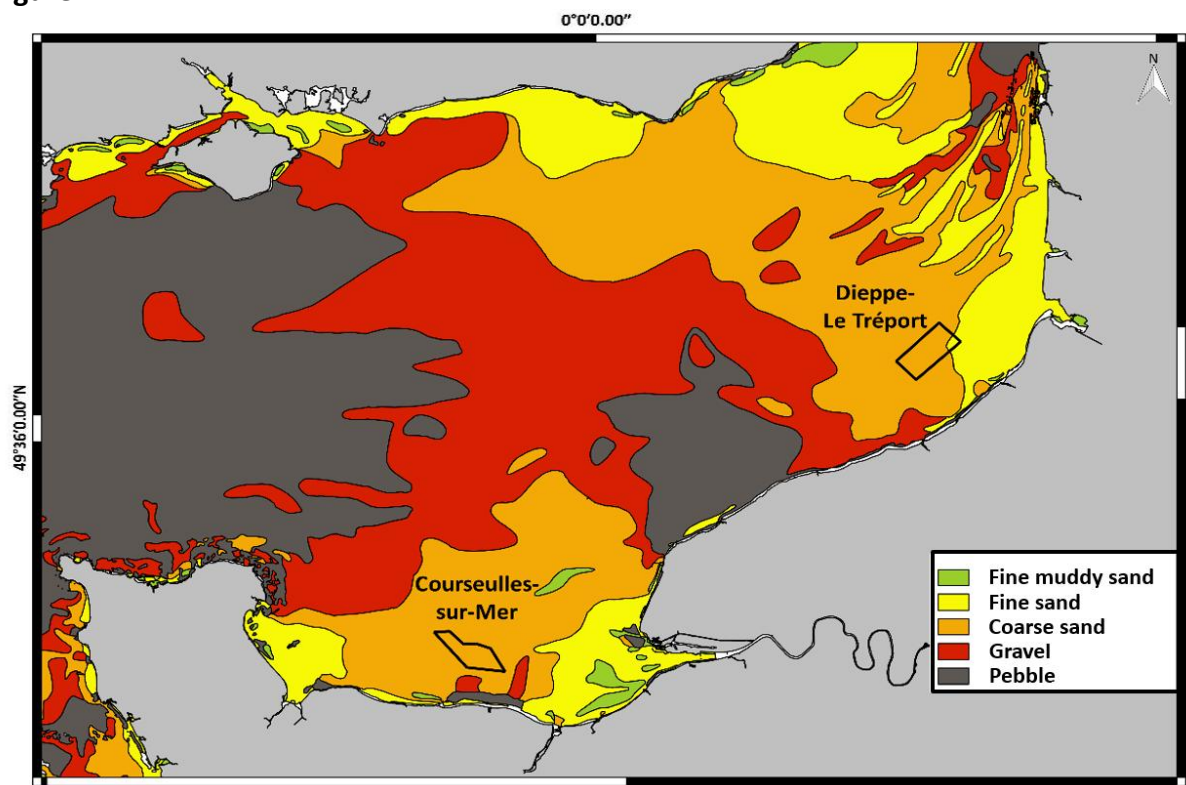 0°0'0.00"
N
Dieppe-
Le Tréport
49°36'0.00"N
Courseulles-
sur-Mer
Fine muddy sand
Fine sand
Coarse sand
Gravel
Pebble